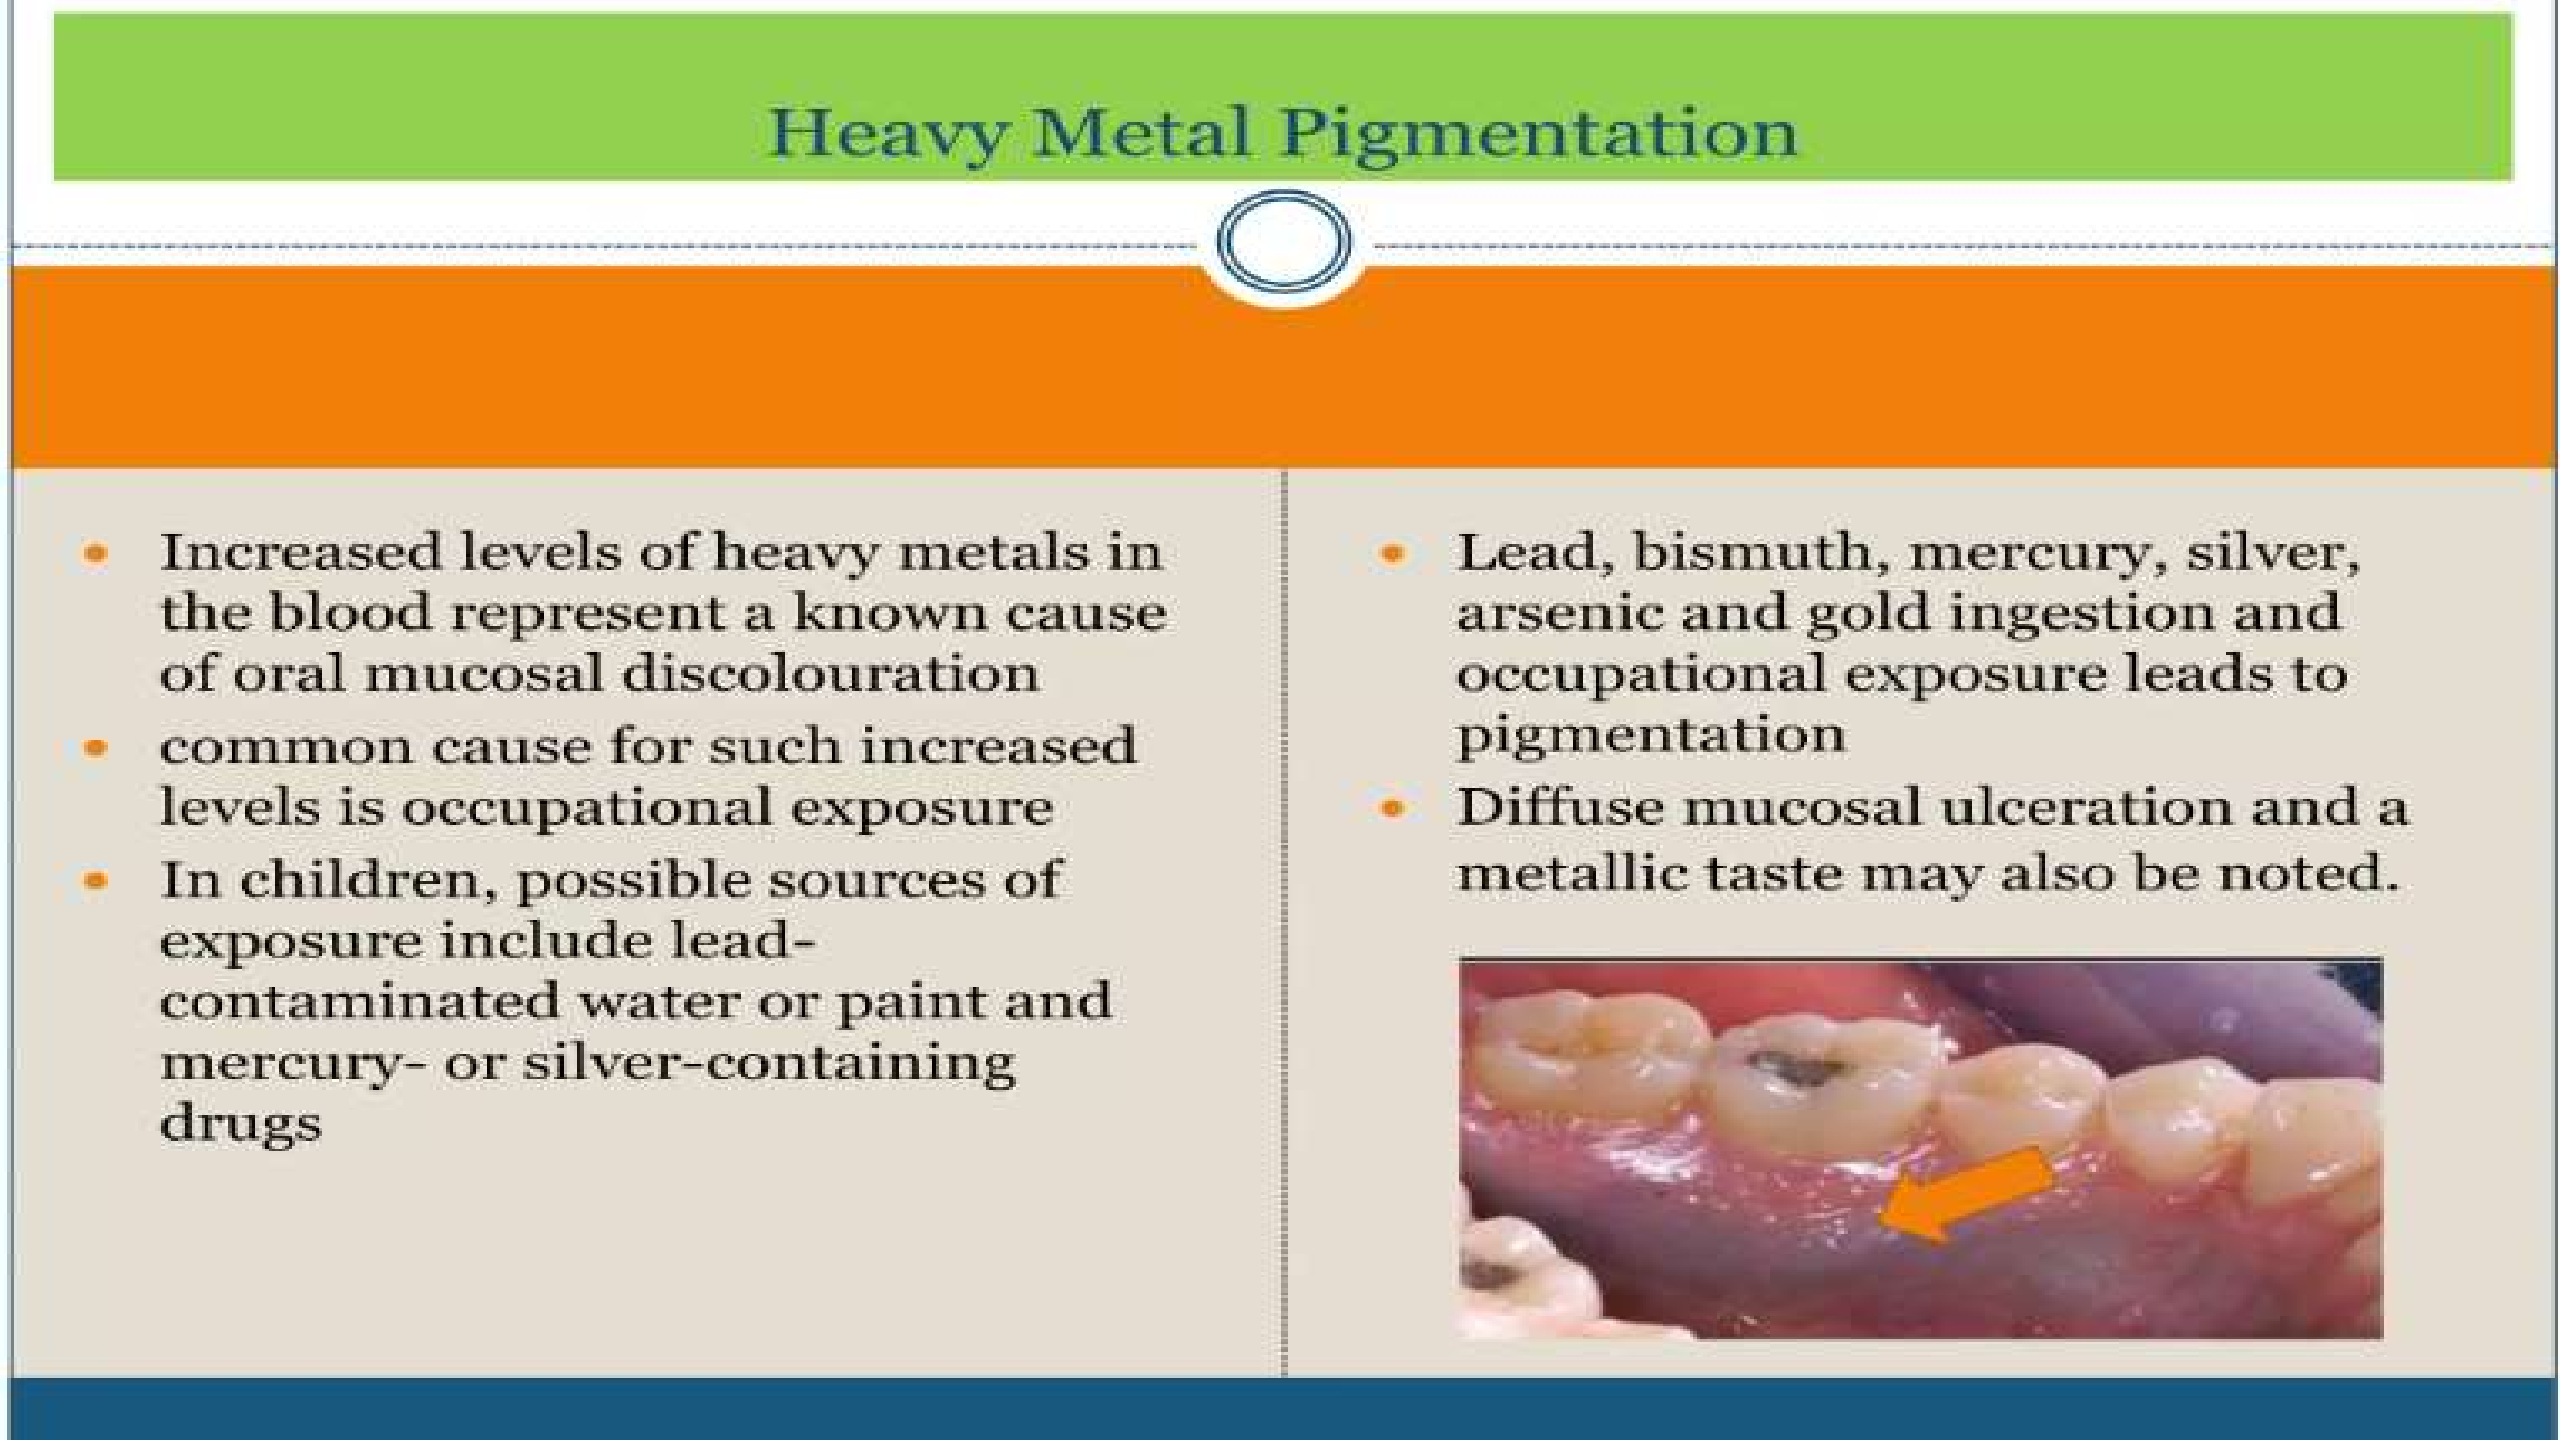 Heavy Metal Pigmentation
• Increased levels of heavy metals in
the blood represent a known cause
of oral mucosal discolouration
• common cause for such increased
levels is occupational exposure
• In children, possible sources of
exposure include lead-
contaminated water or paint and
mercury- or silver-containing
drugs
• Lead, bismuth, mercury, silver,
arsenic and gold ingestion and
occupational exposure leads to
pigmentation
• Diffuse mucosal ulceration and a
metallic taste may also be noted.